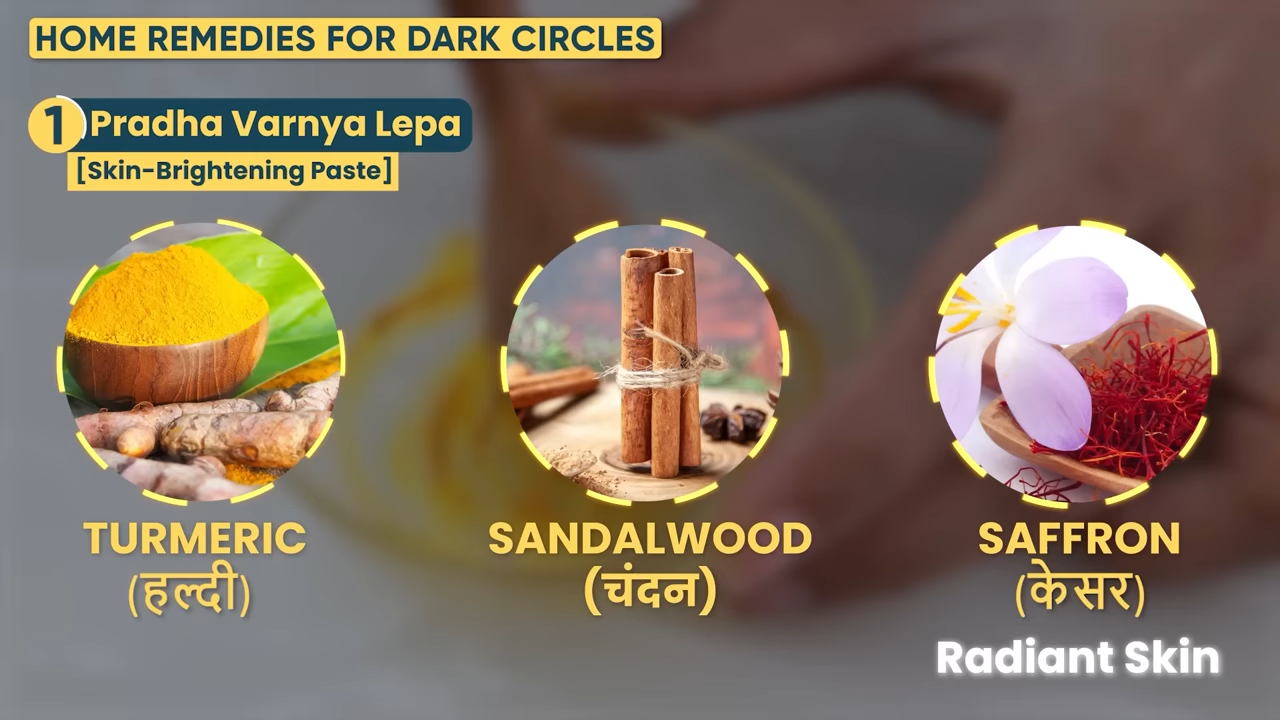 HOME REMEDIES FOR DARK CIRCLES
1 Pradha Varnya Lepa
[Skin-Brightening Paste]
TURMERIC
(हल्दी)
SANDALWOOD
(चंदन)
SAFFRON
(केसर)
Radiant Skin